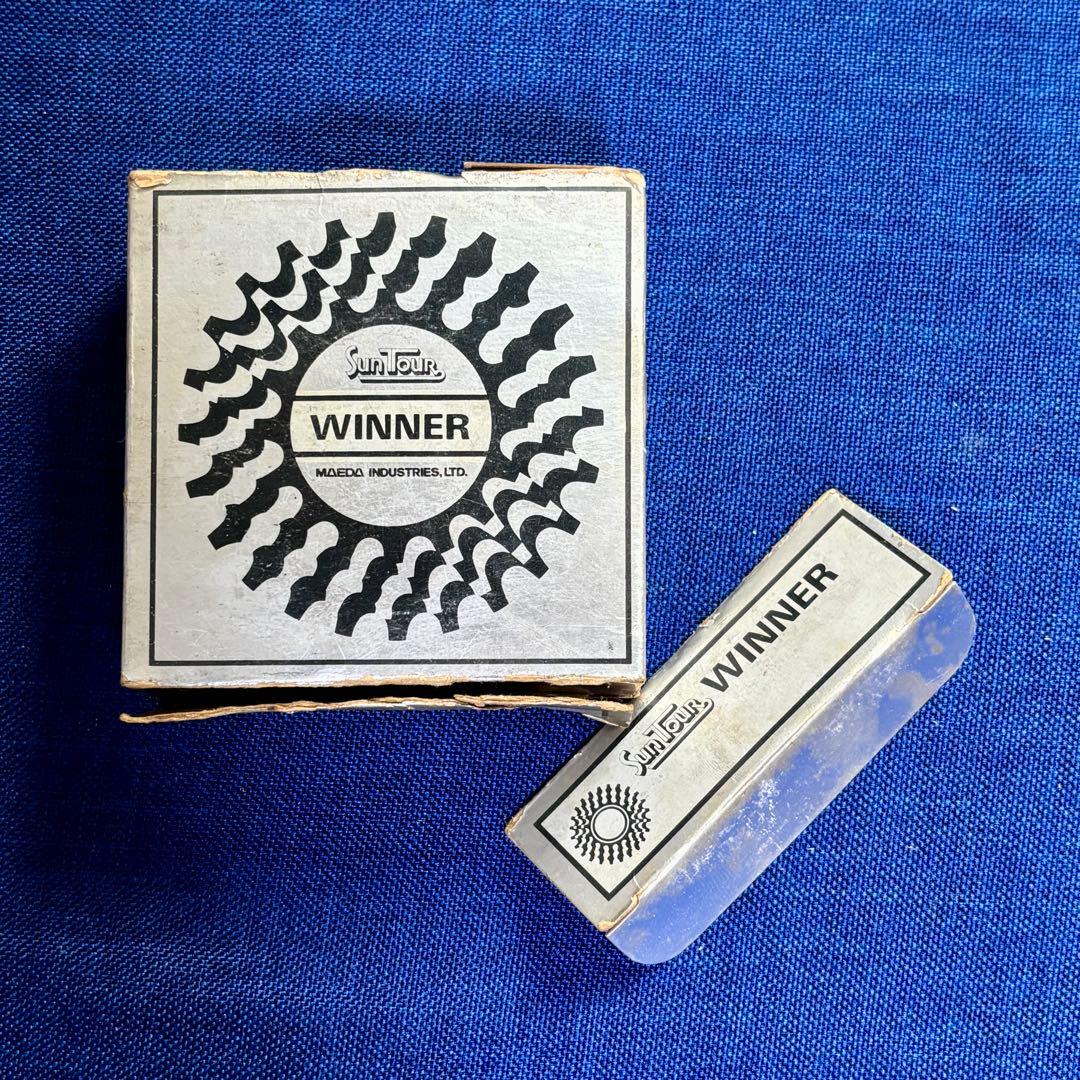 SunTour
WINNER
MAEDA INDUSTRIES, LTD.
SunTour WINNER